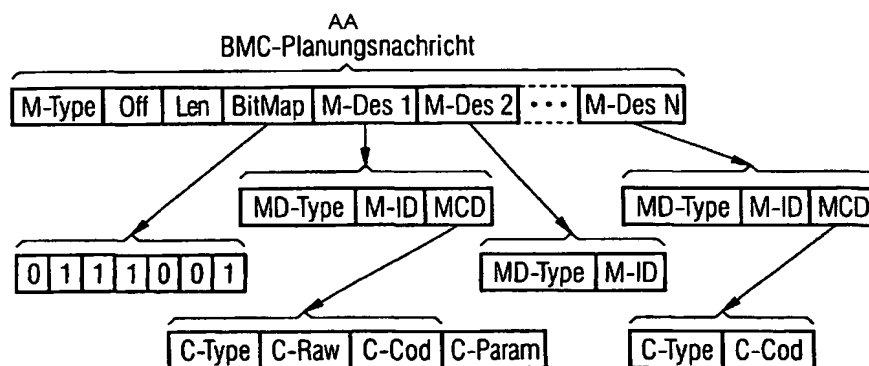 AA
BMC-Planungsnachricht
M-Type Off Len BitMap M-Des 1 M-Des 2 ••• M-Des N
MD-Type M-ID MCD MD-Type M-ID MCD
0 1 1 1 0 0 1 MD-Type M-ID
C-Type C-Raw C-Cod C-Param C-Type C-Cod